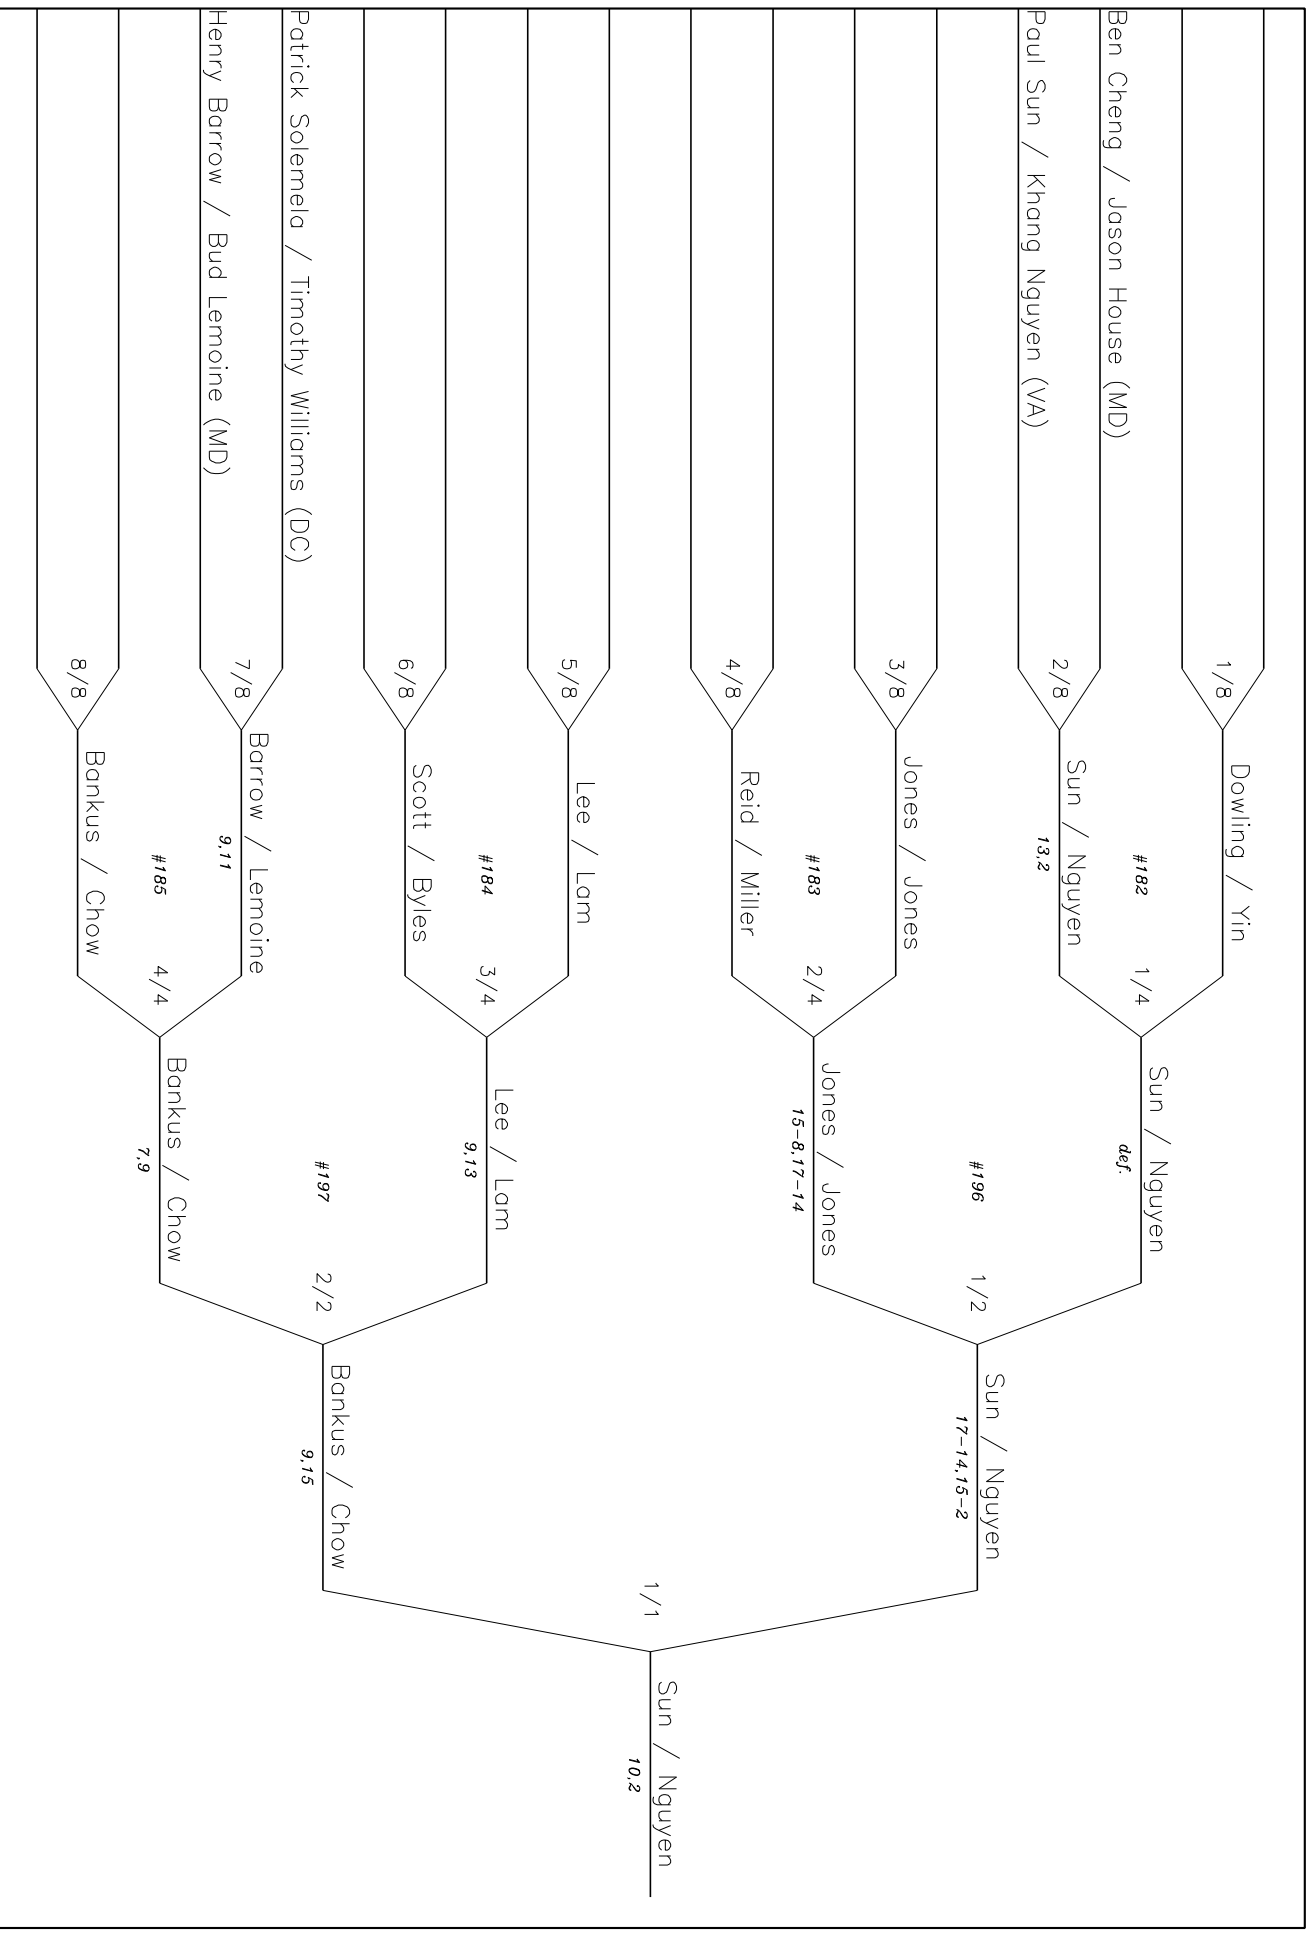 Ben Cheng / Jason House (MD)
Paul Sun / Khang Nguyen (VA)
Patrick Solemela / Timothy Williams (DC)
Henry Barrow / Bud Lemoine (MD)
1/8
2/8
3/8
4/8
5/8
6/8
7/8
8/8
Dowling / Yin
#182
Sun / Nguyen
13,2
Jones / Jones
#183
Reid / Miller
Lee / Lam
#184
Scott / Byles
Barrow / Lemoine
9,11
#185
Bankus / Chow
1/4
2/4
3/4
4/4
Sun / Nguyen
def.
#196
Jones / Jones
15-8,17-14
Lee / Lam
9,13
#197
Bankus / Chow
7,9
1/2
2/2
Sun / Nguyen
17-14,15-2
Bankus / Chow
9,15
1/1
Sun / Nguyen
10,2